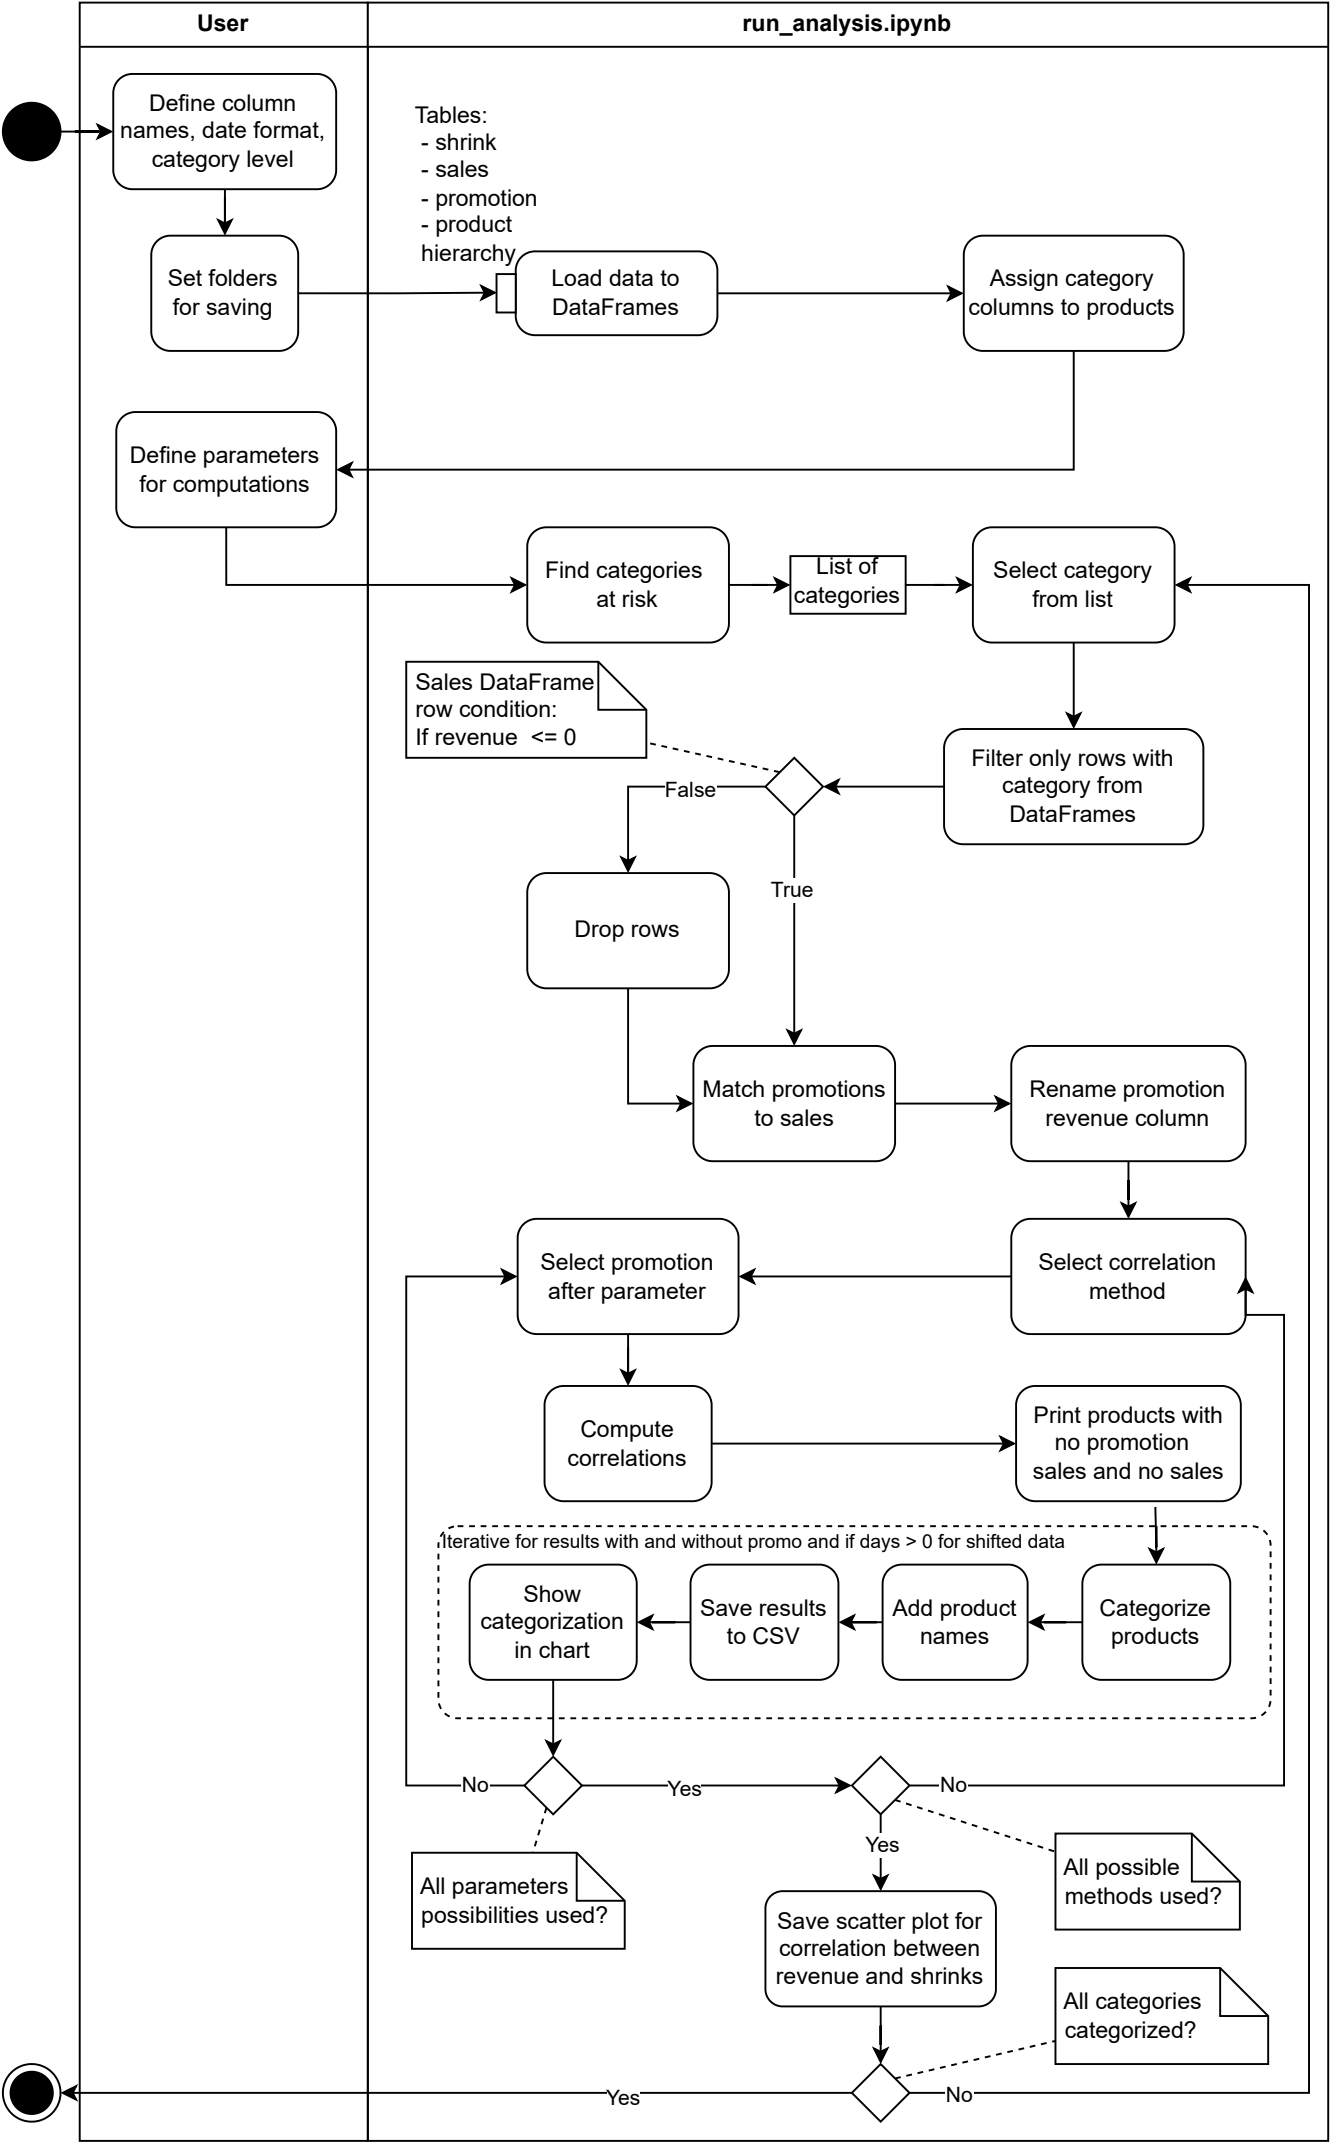 User
run_analysis.ipynb
Define column
names, date format,
category level
Tables:
- shrink
- sales
- promotion
- product
hierarchy
Set folders
for saving
Load data to
DataFrames
Assign category
columns to products
Define parameters
for computations
Find categories
at risk
List of
categories
Select category
from list
Sales DataFrame
row condition:
If revenue  <= 0
Filter only rows with
category from
DataFrames
False
True
Drop rows
Match promotions
to sales
Rename promotion
revenue column
Select promotion
after parameter
Select correlation
method
Compute
correlations
Print products with
no promotion
sales and no sales
Iterative for results with and without promo and if days > 0 for shifted data
Show
categorization
in chart
Save results
to CSV
Add product
names
Categorize
products
No
Yes
No
Yes
All parameters
possibilities used?
All possible
methods used?
Save scatter plot for
correlation between
revenue and shrinks
All categories
categorized?
Yes
No